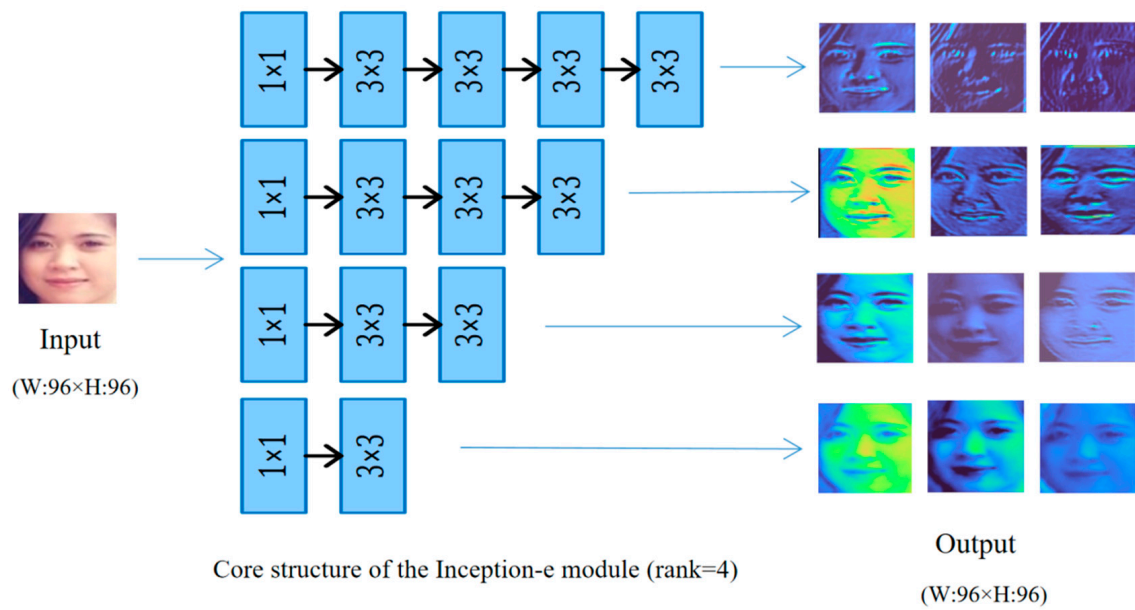 1×1 3×3 3×3 3×3 3×3
1×1 3×3 3×3 3×3
1×1 3×3 3×3
1×1 3×3
Input
(W:96×H:96)
Core structure of the Inception-e module (rank=4)
Output
(W:96×H:96)